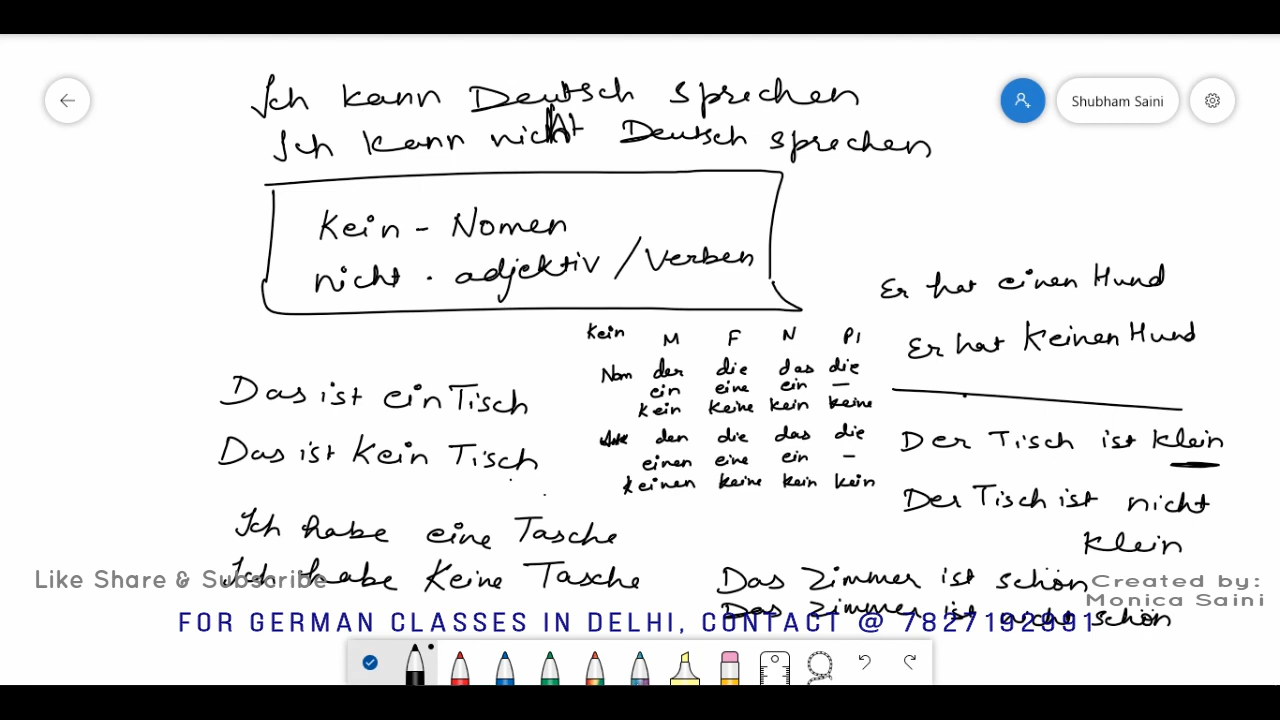 Ich kann Deutsch sprechen
Ich kann nicht Deutsch sprechen
Shubham Saini
Kein - Nomen
nicht · adjektiv / Verben
Er hat einen Hund
Er hat Keinen Hund
Kein M F N Pl
Nom der die das die
ein eine ein —
kein keine kein keine
den die das die
einen eine ein —
keinen keine kein kein
Das ist ein Tisch
Das ist Kein Tisch
Ich habe eine Tasche
Ich habe Keine Tasche
Der Tisch ist klein
Der Tisch ist nicht
klein
Das Zimmer ist schön
Das Zimmer ist nicht schön
Like Share & Subscribe
Created by:
Monica Saini
FOR GERMAN CLASSES IN DELHI, CONTACT @ 7827192991